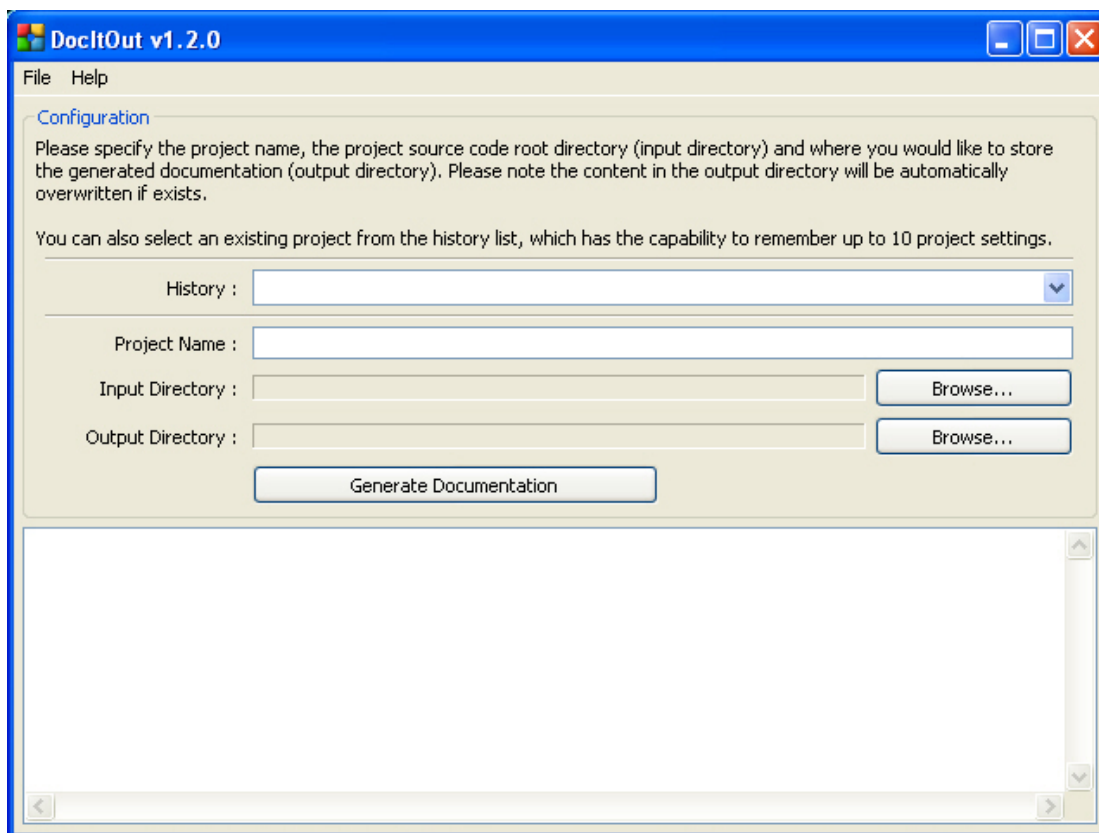 DocItOut v1.2.0
File Help
Configuration
Please specify the project name, the project source code root directory (input directory) and where you would like to store
the generated documentation (output directory). Please note the content in the output directory will be automatically
overwritten if exists.
You can also select an existing project from the history list, which has the capability to remember up to 10 project settings.
History :
Project Name :
Input Directory : Browse...
Output Directory : Browse...
Generate Documentation